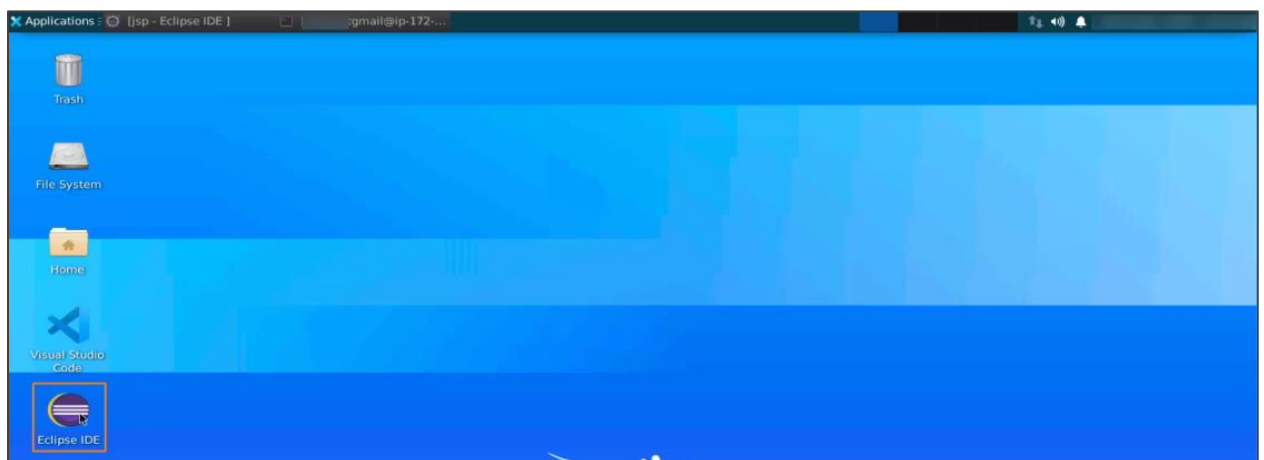 Applications : [jsp - Eclipse IDE ] :gmail@ip-172-...
Trash
File System
Home
Visual Studio
Code
Eclipse IDE